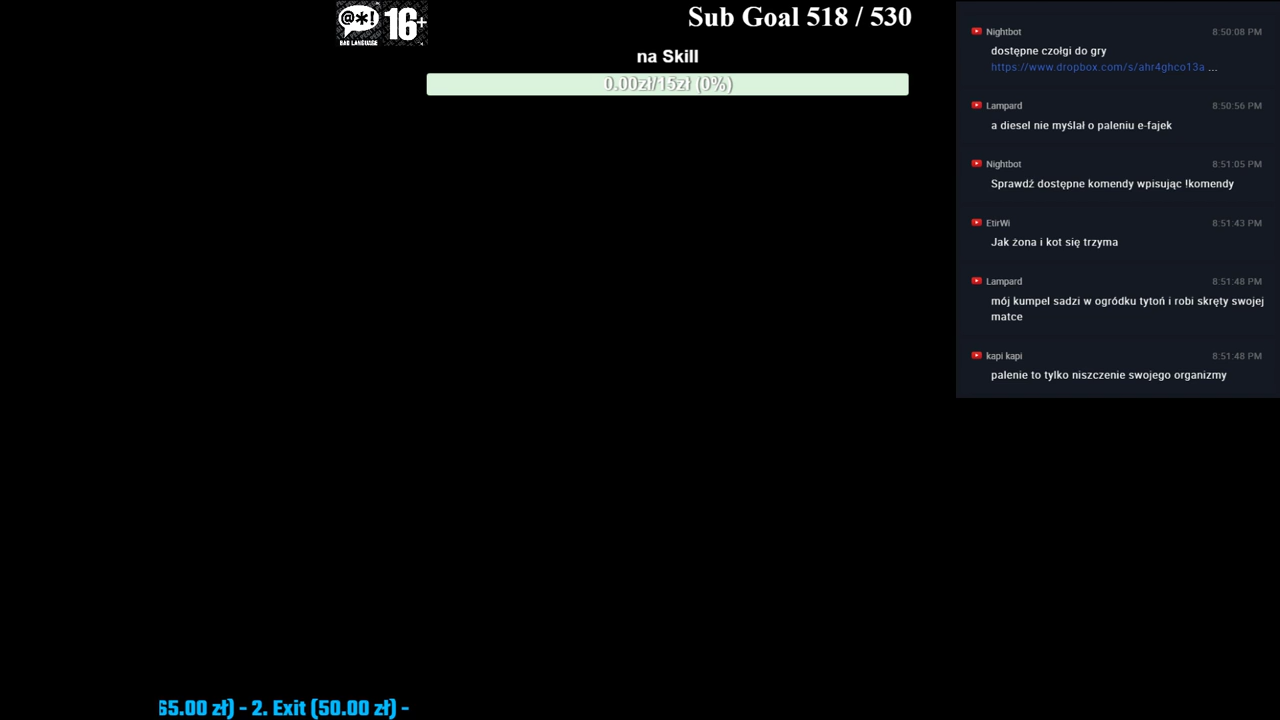 @*!
BAD LANGUAGE
16+
Sub Goal 518 / 530
na Skill
0.00zł/15zł (0%)
Nightbot 8:50:08 PM
dostępne czołgi do gry
https://www.dropbox.com/s/ahr4ghco13a ...
Lampard 8:50:56 PM
a diesel nie myślał o paleniu e-fajek
Nightbot 8:51:05 PM
Sprawdź dostępne komendy wpisując !komendy
EtirWi 8:51:43 PM
Jak żona i kot się trzyma
Lampard 8:51:48 PM
mój kumpel sadzi w ogródku tytoń i robi skręty swojej
matce
kapi kapi 8:51:48 PM
palenie to tylko niszczenie swojego organizmy
65.00 zł) - 2. Exit (50.00 zł) -